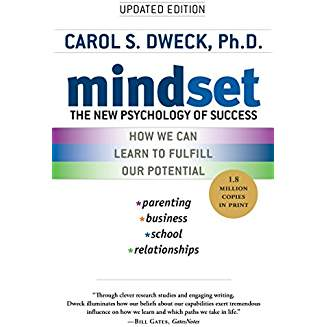 UPDATED EDITION
CAROL S. DWECK, Ph.D.
mindset
THE NEW PSYCHOLOGY OF SUCCESS
HOW WE CAN
LEARN TO FULFILL
OUR POTENTIAL
1.8
MILLION
COPIES
IN PRINT
*parenting
*business
*school
*relationships
"Through clever research studies and engaging writing,
Dweck illuminates how our beliefs about our capabilities exert tremendous
influence on how we learn and which paths we take in life."
—BILL GATES, GatesNotes